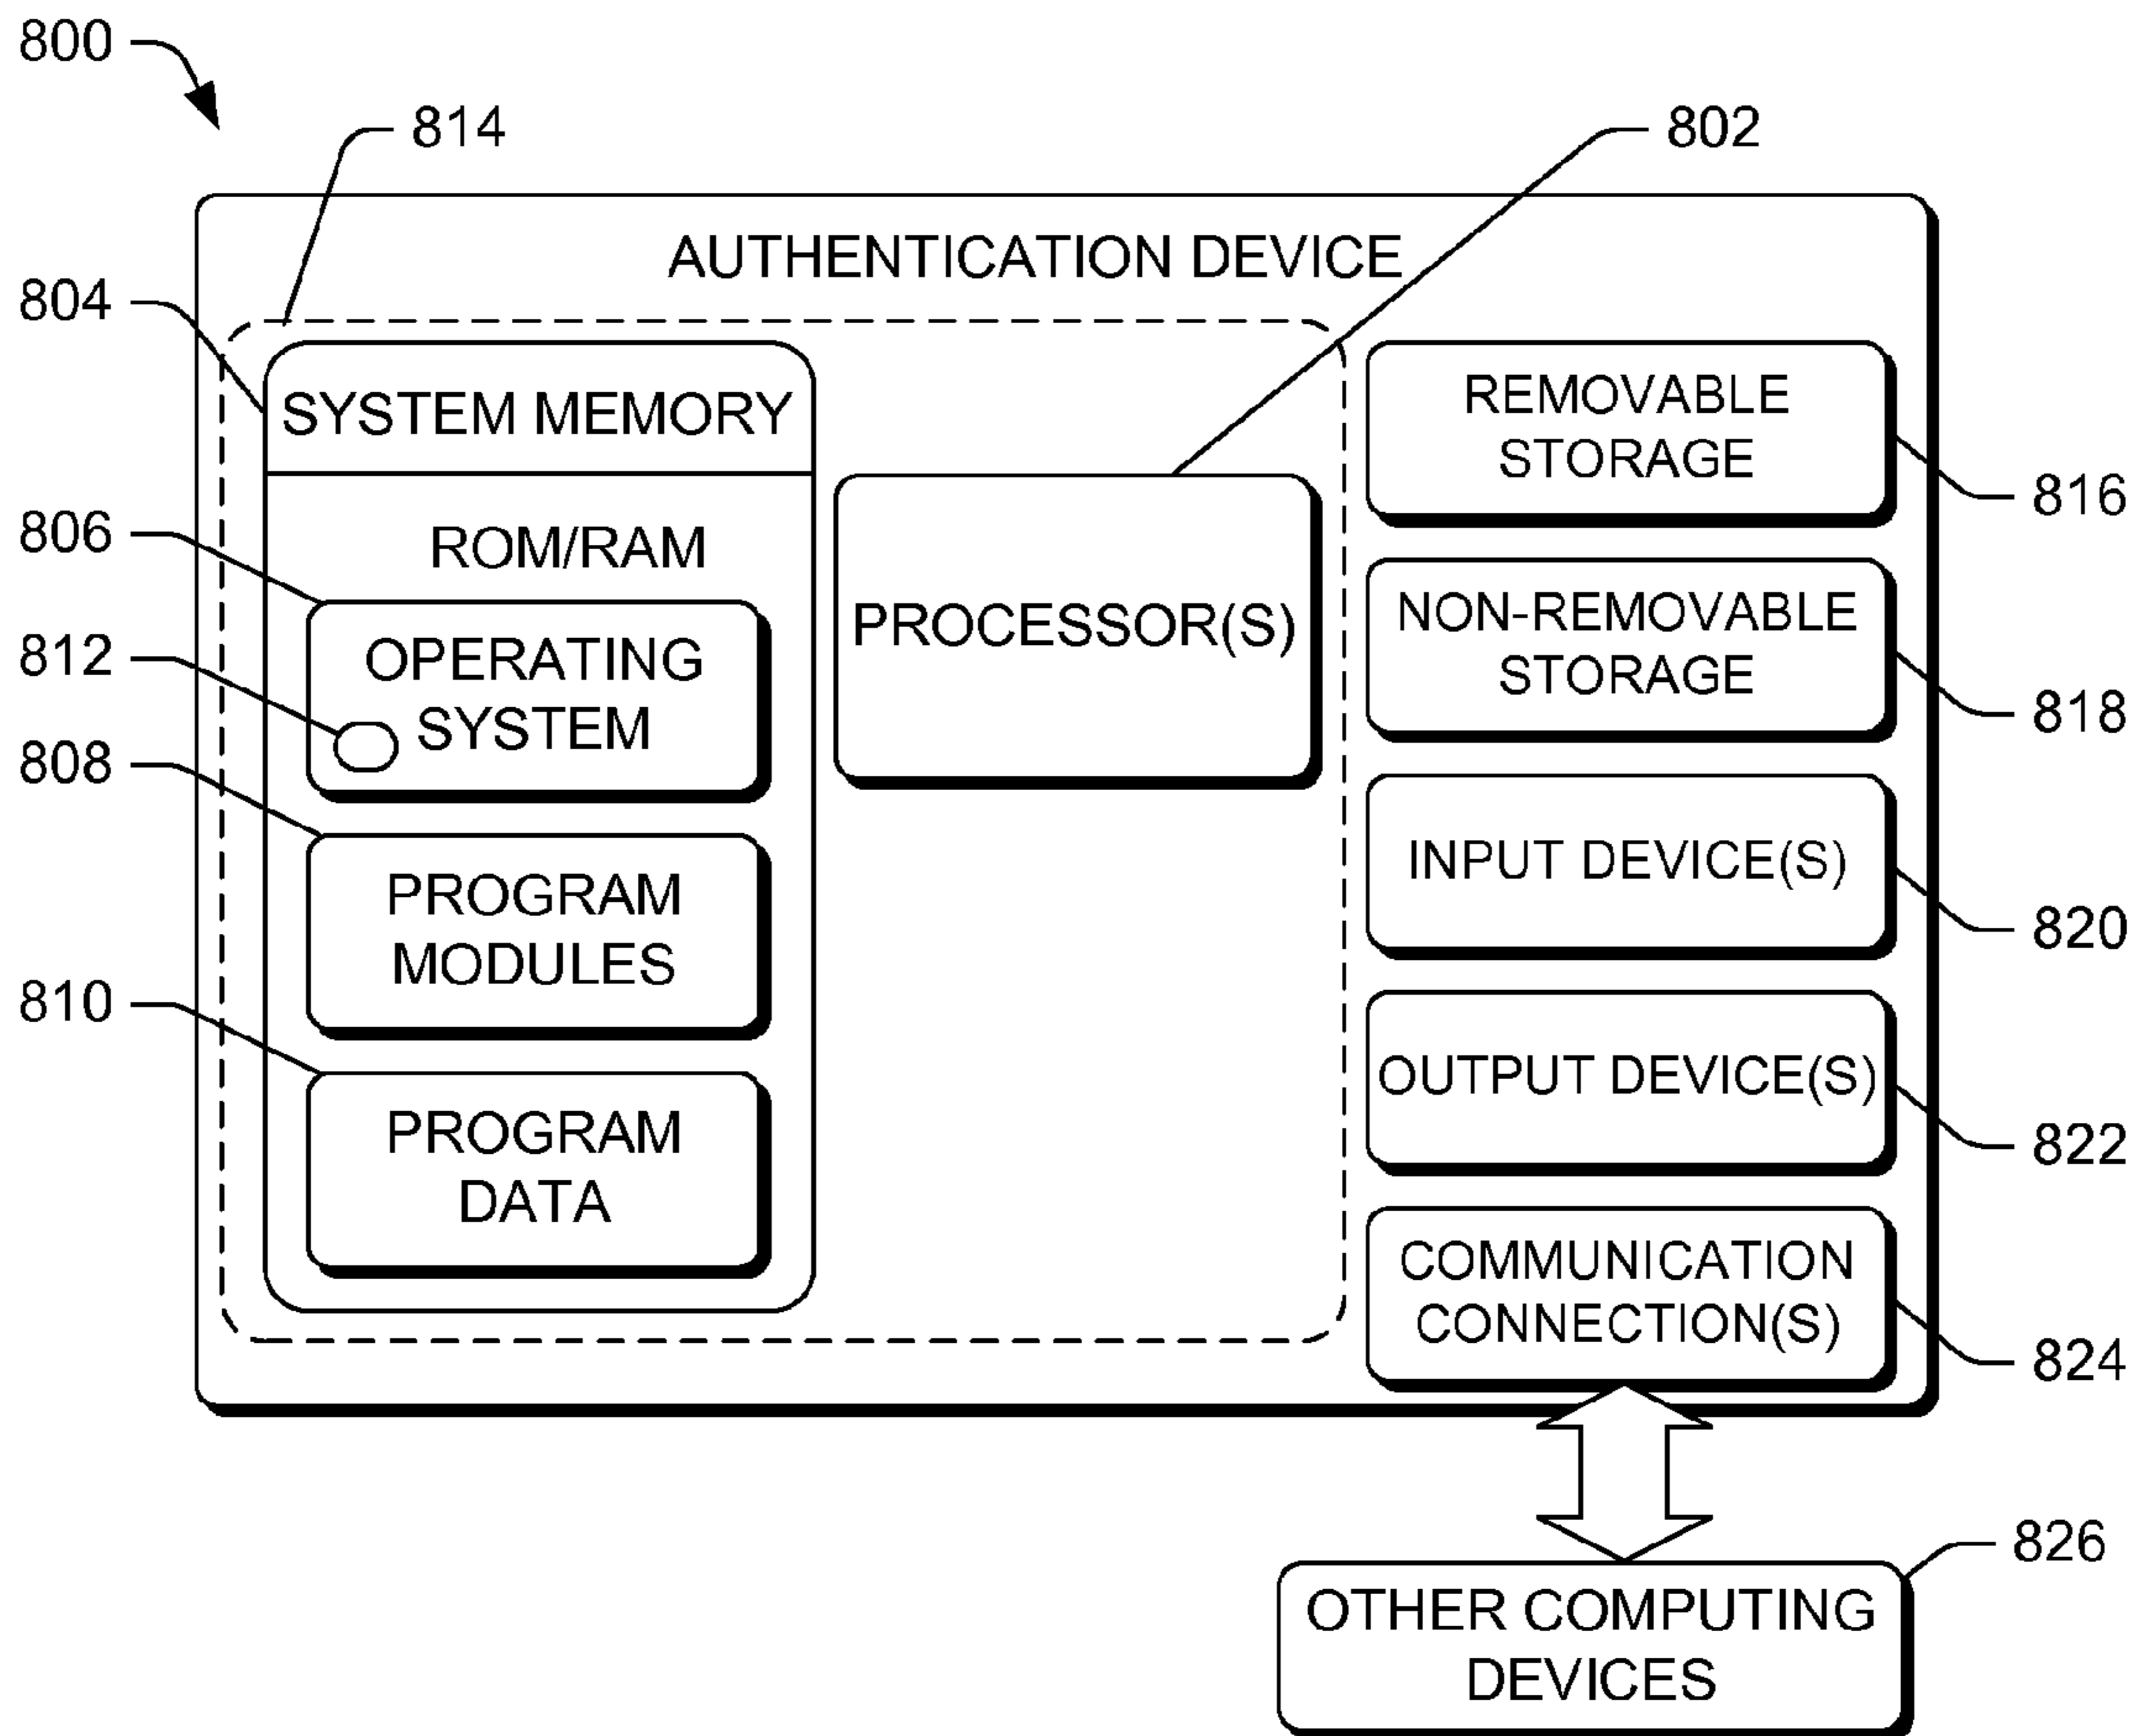 800
814
802
AUTHENTICATION DEVICE
804
SYSTEM MEMORY
ROM/RAM
806
OPERATING
SYSTEM
812
808
PROGRAM
MODULES
810
PROGRAM
DATA
PROCESSOR(S)
REMOVABLE
STORAGE
816
NON-REMOVABLE
STORAGE
818
INPUT DEVICE(S)
820
OUTPUT DEVICE(S)
822
COMMUNICATION
CONNECTION(S)
824
826
OTHER COMPUTING
DEVICES